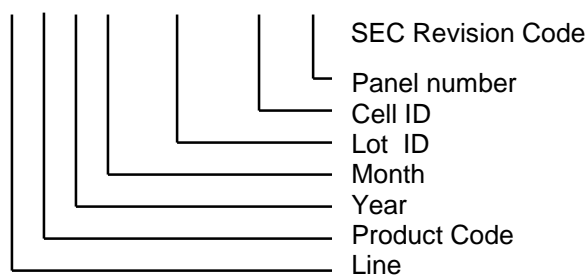 SEC Revision Code
Panel number
Cell ID
Lot ID
Month
Year
Product Code
Line